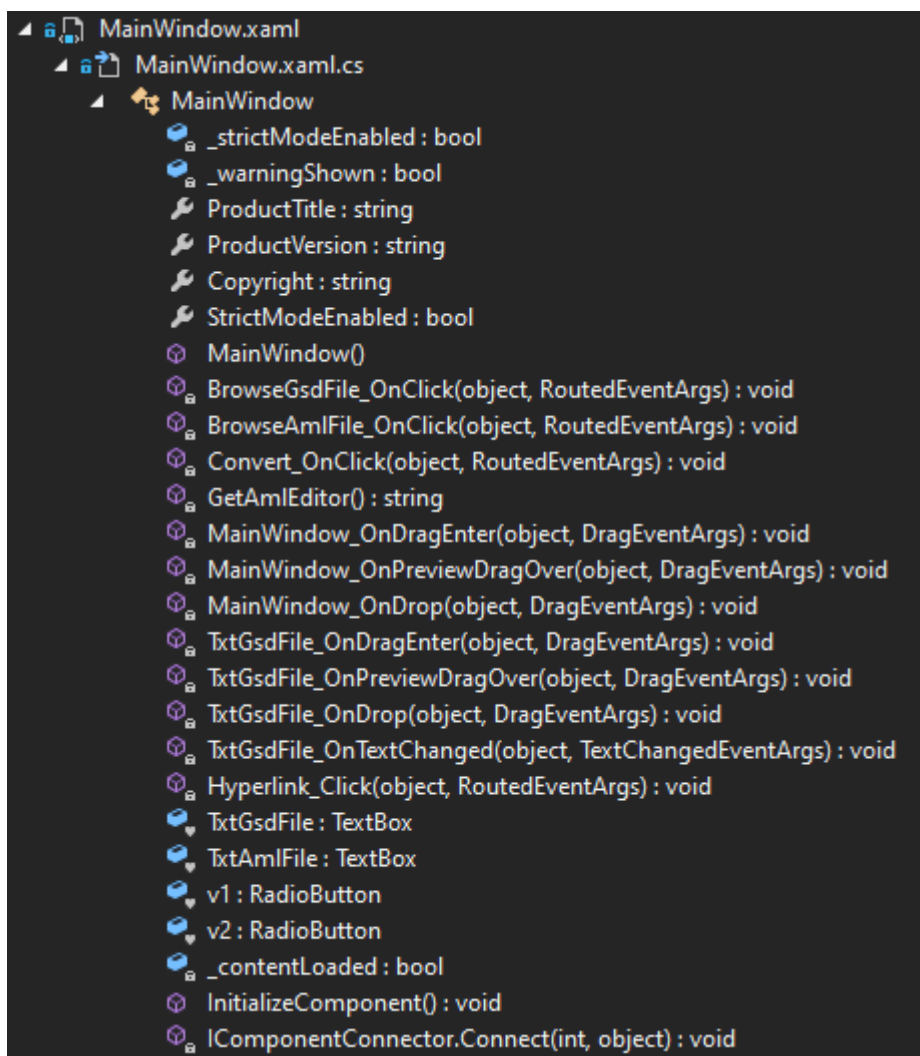 MainWindow.xaml
MainWindow.xaml.cs
MainWindow
_strictModeEnabled : bool
_warningShown : bool
ProductTitle : string
ProductVersion : string
Copyright : string
StrictModeEnabled : bool
MainWindow()
BrowseGsdFile_OnClick(object, RoutedEventArgs) : void
BrowseAmlFile_OnClick(object, RoutedEventArgs) : void
Convert_OnClick(object, RoutedEventArgs) : void
GetAmlEditor() : string
MainWindow_OnDragEnter(object, DragEventArgs) : void
MainWindow_OnPreviewDragOver(object, DragEventArgs) : void
MainWindow_OnDrop(object, DragEventArgs) : void
TxtGsdFile_OnDragEnter(object, DragEventArgs) : void
TxtGsdFile_OnPreviewDragOver(object, DragEventArgs) : void
TxtGsdFile_OnDrop(object, DragEventArgs) : void
TxtGsdFile_OnTextChanged(object, TextChangedEventArgs) : void
Hyperlink_Click(object, RoutedEventArgs) : void
TxtGsdFile : TextBox
TxtAmlFile : TextBox
v1 : RadioButton
v2 : RadioButton
_contentLoaded : bool
InitializeComponent() : void
IComponentConnector.Connect(int, object) : void